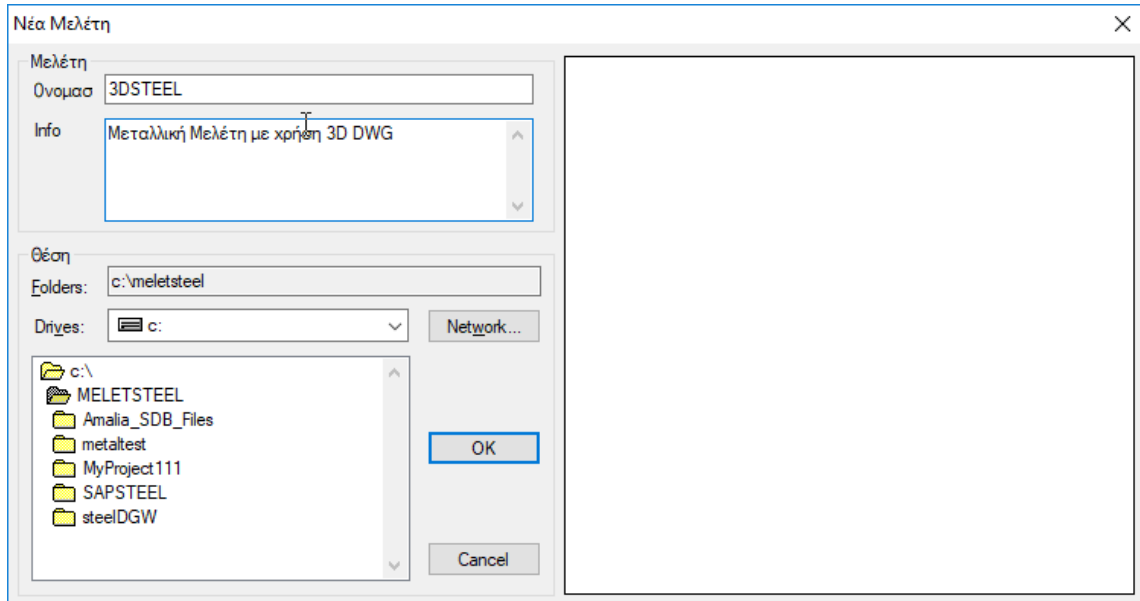 Νέα Μελέτη
Μελέτη
Ονομασ 3DSTEEL
Info Μεταλλική Μελέτη με χρήση 3D DWG
Θέση
Folders: c:\meletsteel
Drives: c: Network...
c:\
MELETSTEEL
Amalia_SDB_Files
metaltest
MyProject111
SAPSTEEL
steelDGW
OK
Cancel